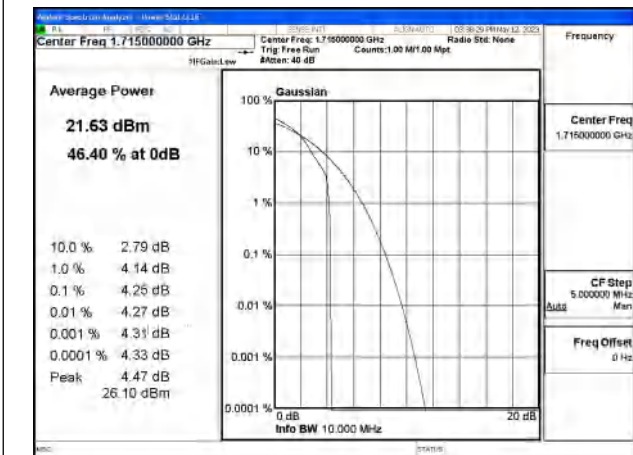 Center Freq 1.715000000 GHz
Center Freq: 1.715000000 GHz
Radio Std: None
Trig: Free Run
Counts:1.00 M/1.00 Mpt
#IFGain:Low
#Atten: 40 dB
Frequency
Average Power
21.63 dBm
46.40 % at 0dB
10.0 % 2.79 dB
1.0 % 4.14 dB
0.1 % 4.25 dB
0.01 % 4.27 dB
0.001 % 4.31 dB
0.0001 % 4.33 dB
Peak 4.47 dB
26.10 dBm
Gaussian
100 %
10 %
1 %
0.1 %
0.01 %
0.001 %
0.0001 %
0 dB
20 dB
Info BW 10.000 MHz
Center Freq
1.715000000 GHz
CF Step
5.000000 MHz
Auto Man
Freq Offset
0 Hz
MSG
STATUS